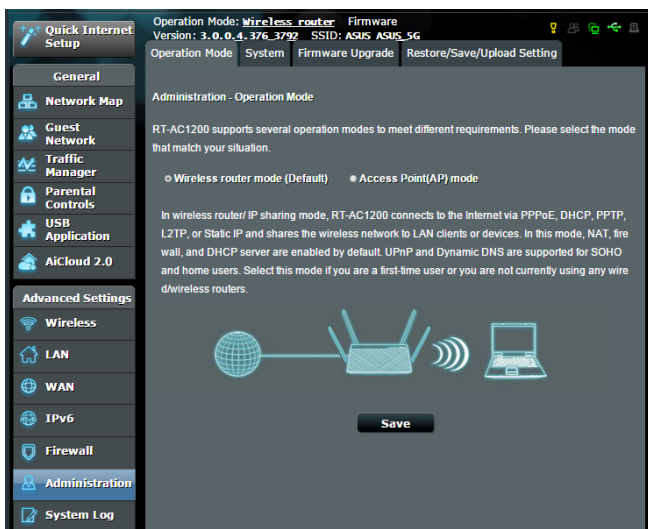 Quick Internet
Setup
General
Network Map
Guest
Network
Traffic
Manager
Parental
Controls
USB
Application
AiCloud 2.0
Advanced Settings
Wireless
LAN
WAN
IPv6
Firewall
Administration
System Log
Operation Mode: Wireless router Firmware
Version: 3.0.0.4.376_3792 SSID: ASUS ASUS_5G
Operation Mode System Firmware Upgrade Restore/Save/Upload Setting
Administration - Operation Mode
RT-AC1200 supports several operation modes to meet different requirements. Please select the mode
that match your situation.
Wireless router mode (Default) Access Point(AP) mode
In wireless router/ IP sharing mode, RT-AC1200 connects to the Internet via PPPoE, DHCP, PPTP,
L2TP, or Static IP and shares the wireless network to LAN clients or devices. In this mode, NAT, fire
wall, and DHCP server are enabled by default. UPnP and Dynamic DNS are supported for SOHO
and home users. Select this mode if you are a first-time user or you are not currently using any wire
d/wireless routers.
Save